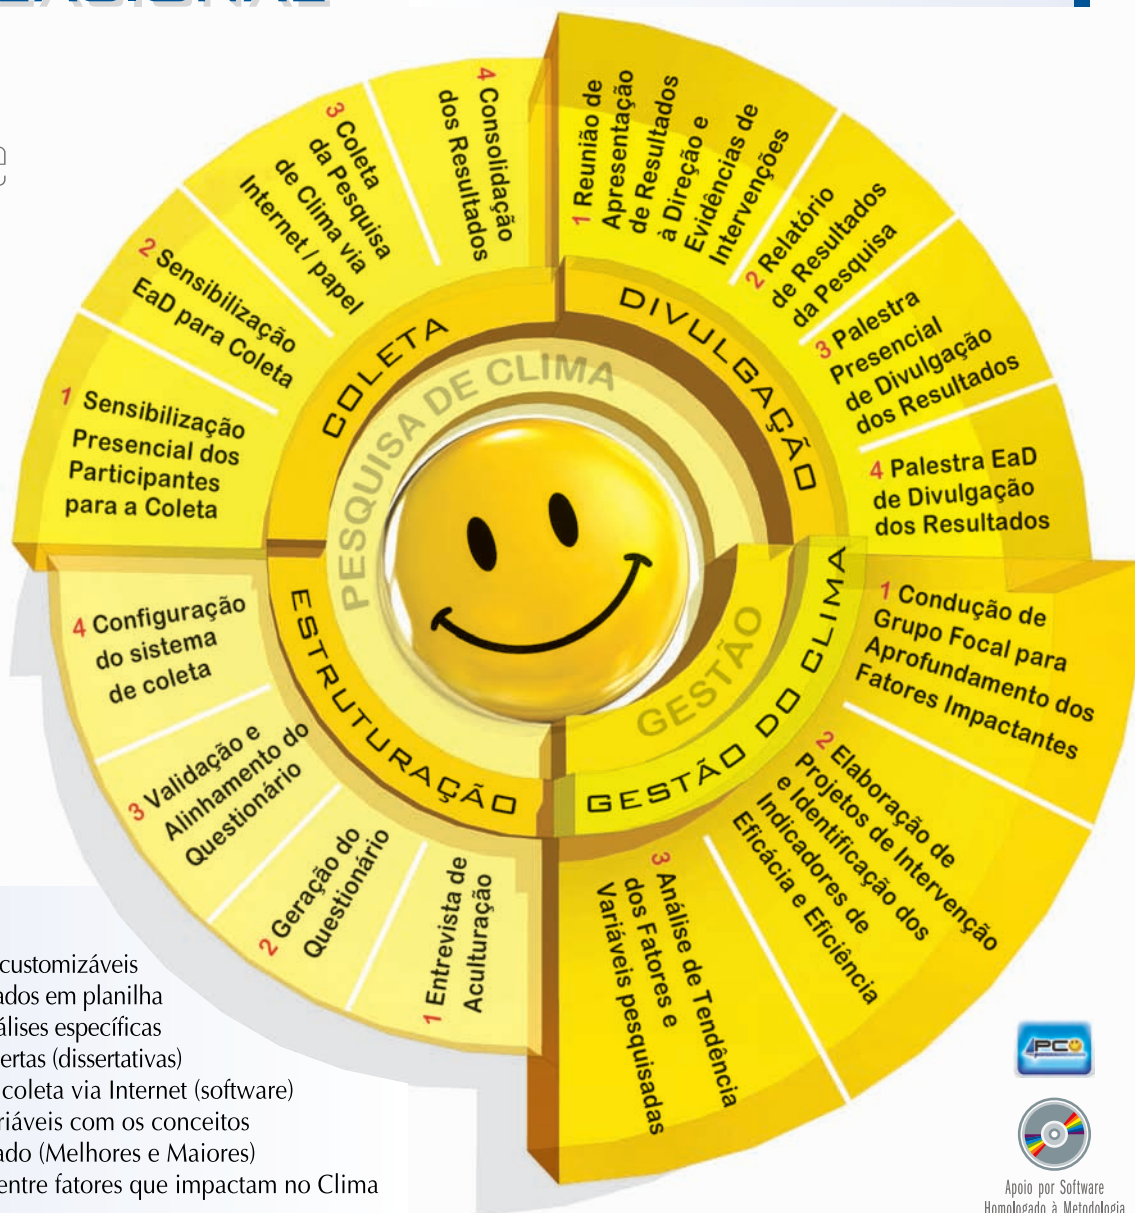 PESQUISA DE CLIMA
GESTÃO
ESTRUTURAÇÃO
1 Entrevista de
Aculturação
2 Geração do
Questionário
3 Validação e
Alinhamento do
Questionário
4 Configuração
do sistema
de coleta
COLETA
1 Sensibilização
Presencial dos
Participantes
para a Coleta
2 Sensibilização
EaD para Coleta
3 Coleta
da Pesquisa
de Clima via
Internet / papel
4 Consolidação
dos Resultados
DIVULGAÇÃO
1 Reunião de
Apresentação
de Resultados
à Direção e
Evidências de
Intervenções
2 Relatório
de Resultados
da Pesquisa
3 Palestra
Presencial
de Divulgação
dos Resultados
4 Palestra EaD
de Divulgação
dos Resultados
GESTÃO DO CLIMA
1 Condução de
Grupo Focal para
Aprofundamento dos
Fatores Impactantes
2 Elaboração de
Projetos de Intervenção
e Identificação dos
Indicadores de
Eficácia e Eficiência
3 Análise de Tendência
dos Fatores e
Variáveis pesquisadas
customizáveis
em planilha
específicas
(dissertativas)
coleta via Internet (software)
com os conceitos
(Melhores e Maiores)
entre fatores que impactam no Clima
PCO
Apoio por Software
Homologado à Metodologia